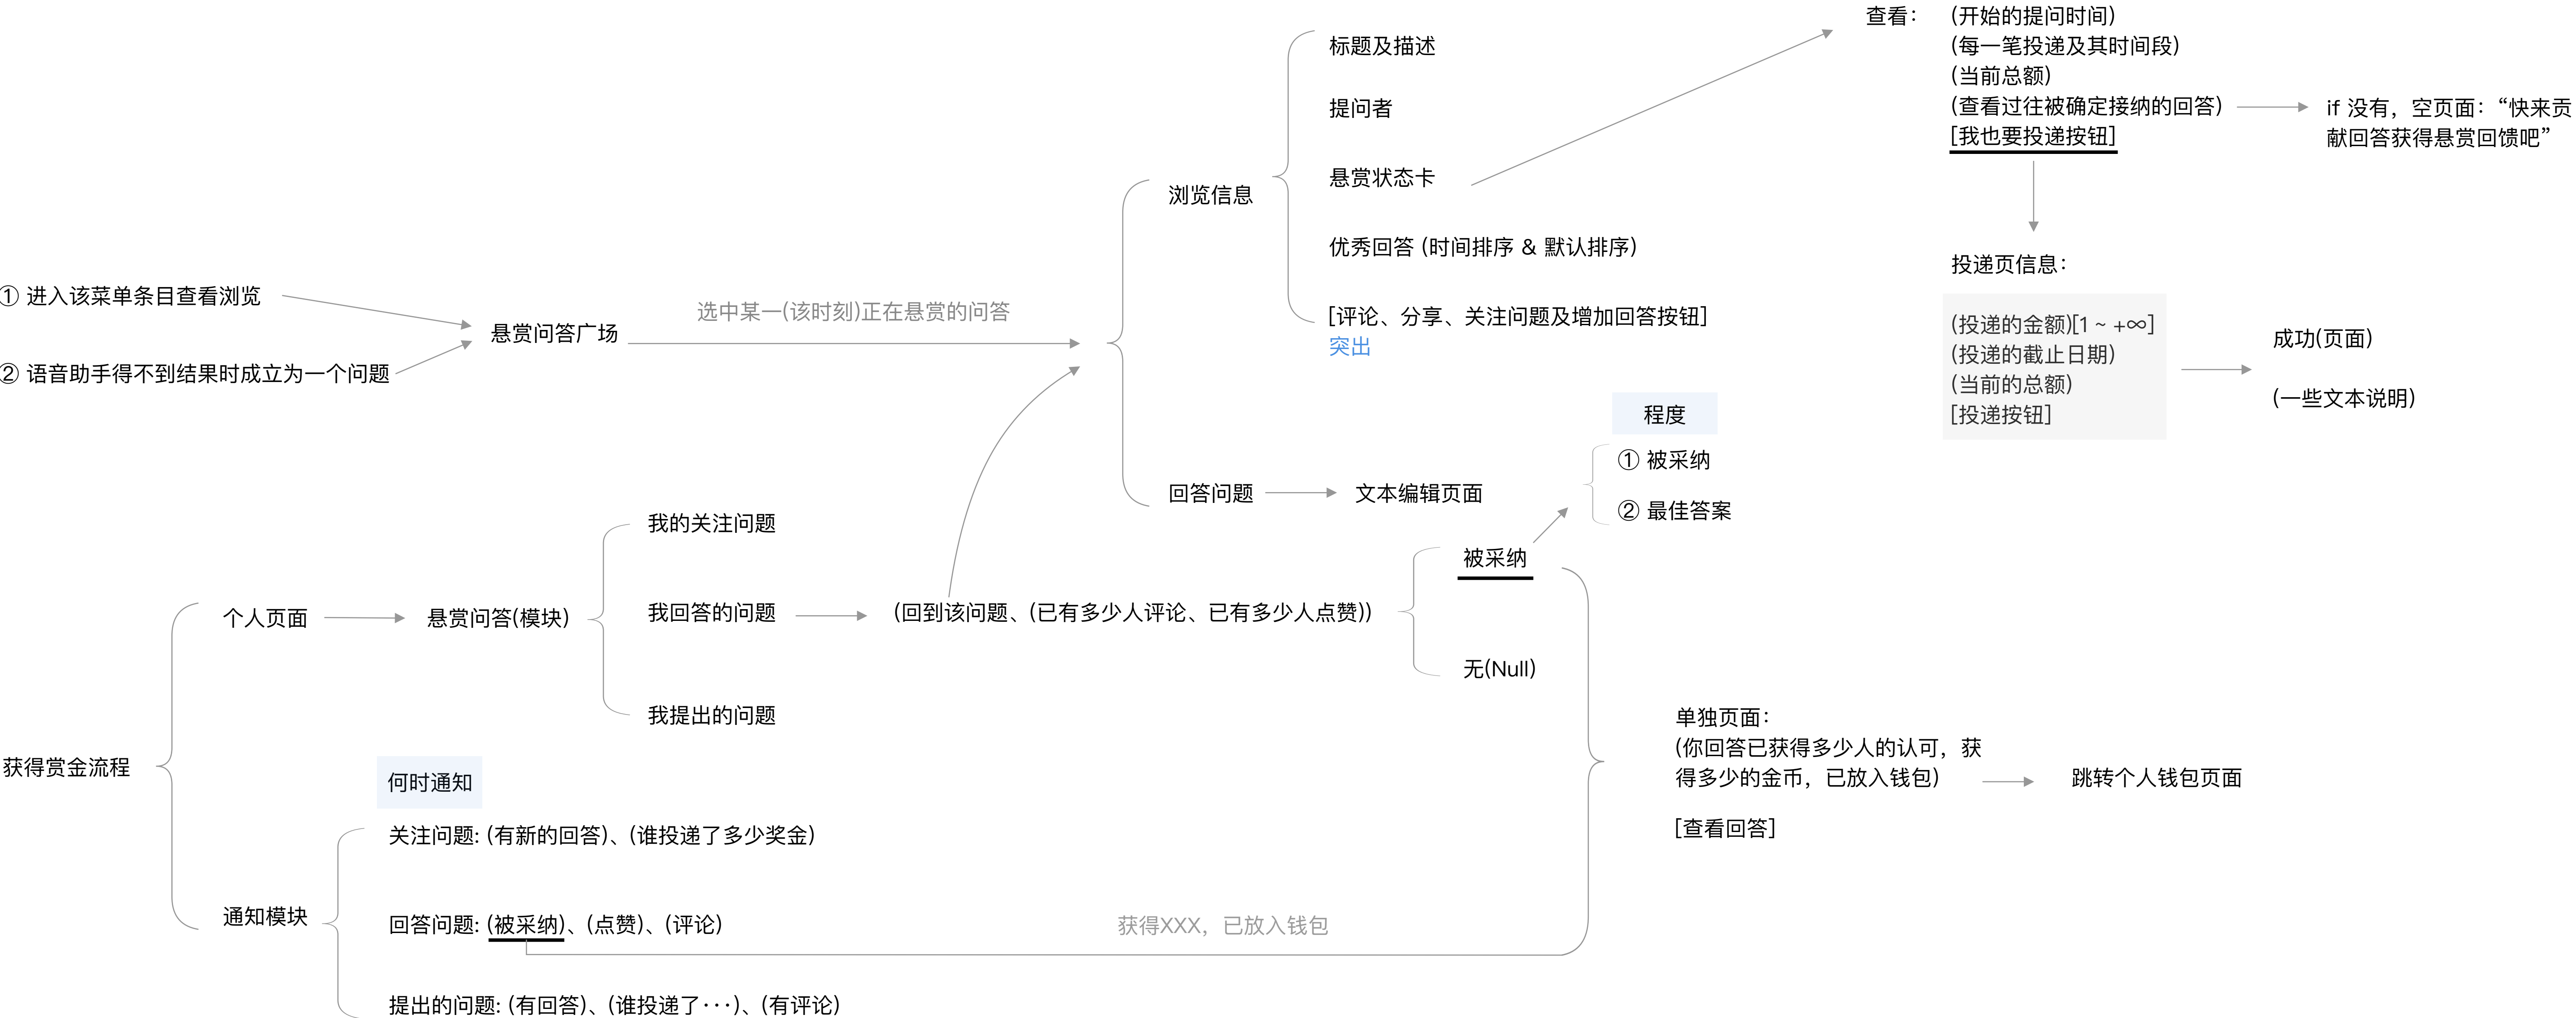 查看：
(开始的提问时间)
(每一笔投递及其时间段)
(当前总额)
(查看过往被确定接纳的回答)
[我也要投递按钮]
if 没有，空页面：“快来贡
献回答获得悬赏回馈吧”
标题及描述
提问者
悬赏状态卡
优秀回答 (时间排序 & 默认排序)
[评论、分享、关注问题及增加回答按钮]
突出
浏览信息
① 进入该菜单条目查看浏览
② 语音助手得不到结果时成立为一个问题
悬赏问答广场
选中某一(该时刻)正在悬赏的问答
投递页信息：
(投递的金额)[1 ~ +∞]
(投递的截止日期)
(当前的总额)
[投递按钮]
成功(页面)
(一些文本说明)
回答问题
文本编辑页面
程度
① 被采纳
② 最佳答案
获得赏金流程
个人页面
悬赏问答(模块)
我的关注问题
我回答的问题
我提出的问题
(回到该问题、(已有多少人评论、已有多少人点赞))
被采纳
无(Null)
单独页面：
(你回答已获得多少人的认可，获
得多少的金币，已放入钱包)
[查看回答]
跳转个人钱包页面
通知模块
何时通知
关注问题: (有新的回答)、(谁投递了多少奖金)
回答问题: (被采纳)、(点赞)、(评论)
获得XXX，已放入钱包
提出的问题: (有回答)、(谁投递了···)、(有评论)